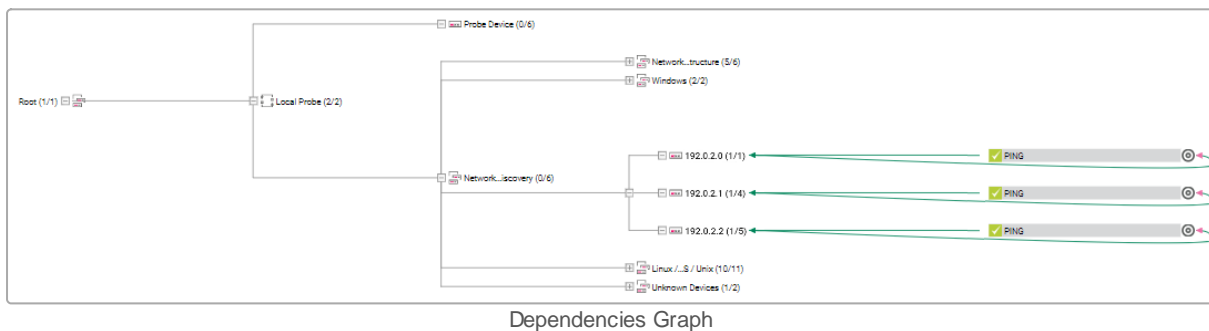 Probe Device (0/6)
Network...tructure (5/6)
Windows (2/2)
Root (1/1)
Local Probe (2/2)
192.0.2.0 (1/1)
PING
Network...iscovery (0/6)
192.0.2.1 (1/4)
PING
192.0.2.2 (1/5)
PING
Linux /...S / Unix (10/11)
Unknown Devices (1/2)
Dependencies Graph